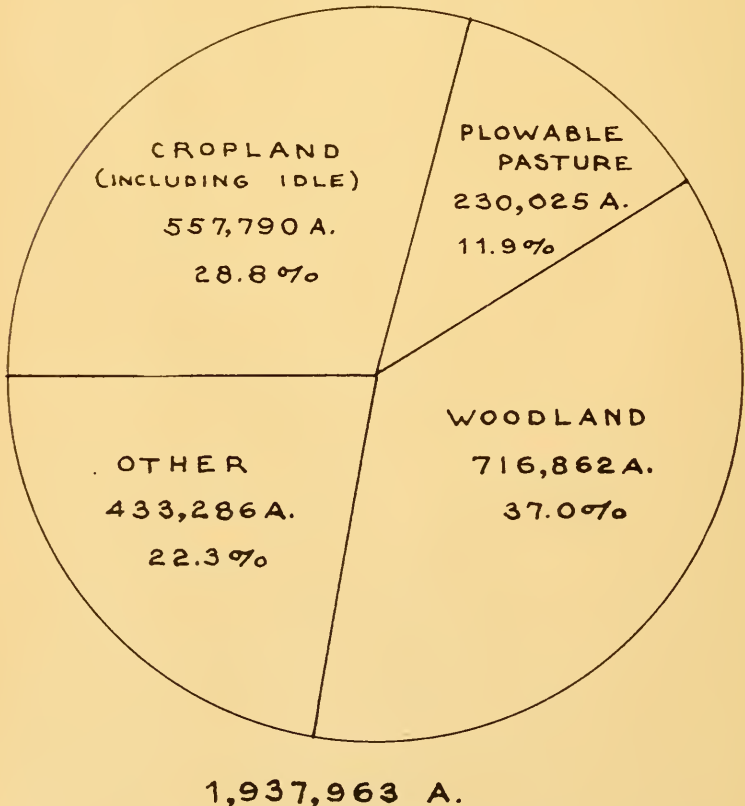 CROPLAND
(INCLUDING IDLE)
557,790 A.
28.8%
PLOWABLE
PASTURE
230,025 A.
11.9%
WOODLAND
716,862 A.
37.0%
OTHER
433,286 A.
22.3%
1,937,963 A.